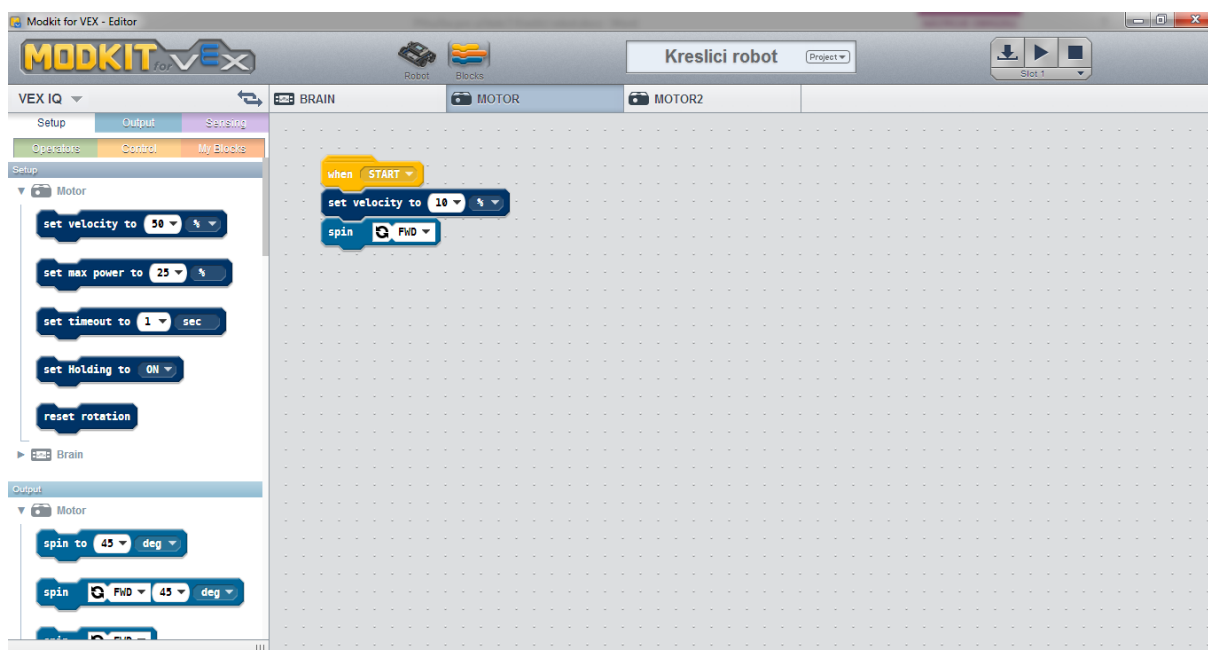 Modkit for VEX - Editor
MODKIT for VEX
Robot
Blocks
Kreslici robot
Project
Slot 1
VEX IQ
BRAIN
MOTOR
MOTOR2
Setup
Output
Sensing
Operators
Control
My Blocks
Setup
Motor
set velocity to 50 %
set max power to 25 %
set timeout to 1 sec
set Holding to ON
reset rotation
Brain
Output
Motor
spin to 45 deg
spin FWD 45 deg
spin FWD
when START
set velocity to 10 %
spin FWD